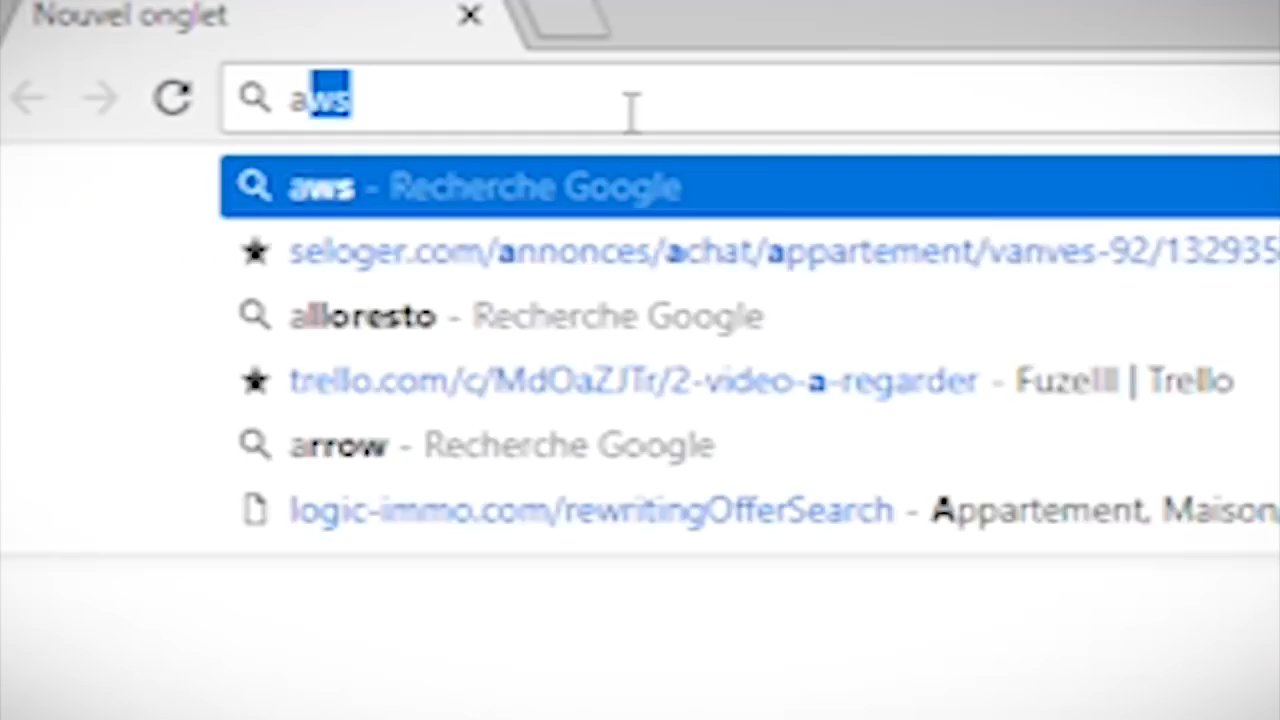 Nouvel onglet
aws
aws - Recherche Google
seloger.com/annonces/achat/appartement/vanves-92/132935
alloresto - Recherche Google
trello.com/c/MdOaZJTr/2-video-a-regarder - Fuzelll | Trello
arrow - Recherche Google
logic-immo.com/rewritingOfferSearch - Appartement, Maison,